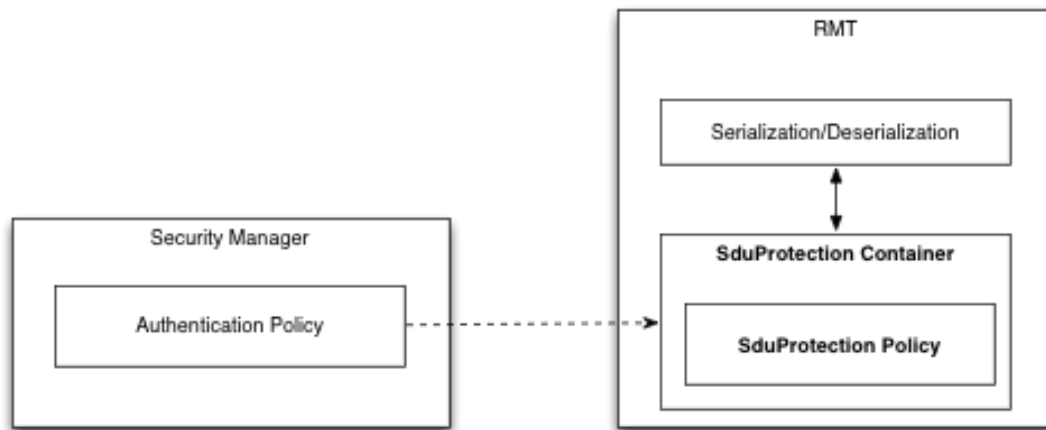 RMT
Serialization/Deserialization
Security Manager
Authentication Policy
SduProtection Container
SduProtection Policy